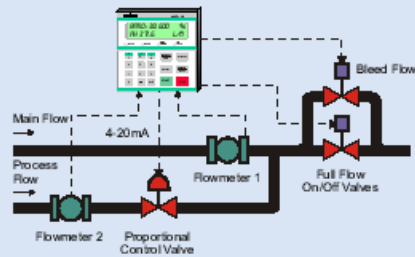 Bleed Flow
Main Flow
4-20mA
Process
Flow
Flowmeter 1
Full Flow
On/Off Valves
Flowmeter 2
Proportional
Control Valve